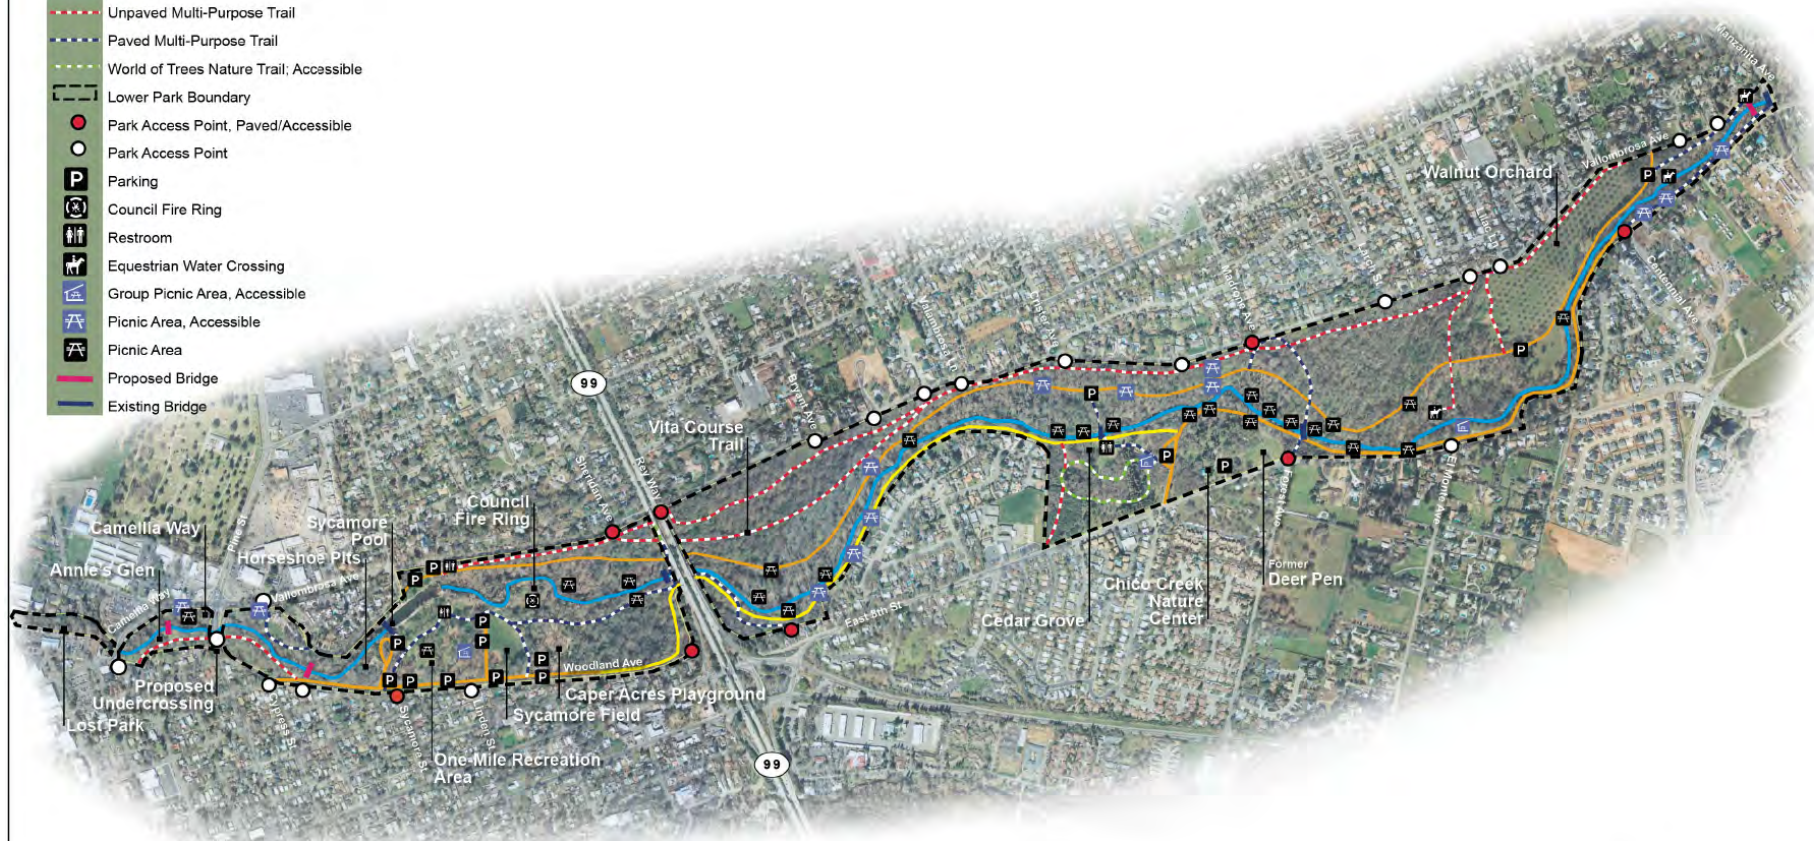 Unpaved Multi-Purpose Trail
Paved Multi-Purpose Trail
World of Trees Nature Trail; Accessible
Lower Park Boundary
Park Access Point, Paved/Accessible
Park Access Point
P
Parking
Council Fire Ring
Restroom
Equestrian Water Crossing
Group Picnic Area, Accessible
Picnic Area, Accessible
Picnic Area
Proposed Bridge
Existing Bridge
Manzanita Ave
Vallombrosa Ave
Walnut Orchard
Centennial Ave
Madrone Ave
Vallombrosa Ln
Bryant Ave
99
Vita Course
Trail
Rey Way
Sheridan Ave
Council
Fire Ring
Sycamore
Pool
Camellia Way
Pine St
Horseshoe Pits
Annie's Glen
Vallombrosa Ave
Camellia Way
El Monte Ave
Forest Ave
Former
Deer Pen
Chico Creek
Nature
Center
Cedar Grove
East 8th St
Woodland Ave
Proposed
Undercrossing
Lost Park
Caper Acres Playground
Sycamore Field
Cypress St
Sycamore St
Linden St
One-Mile Recreation
Area
99